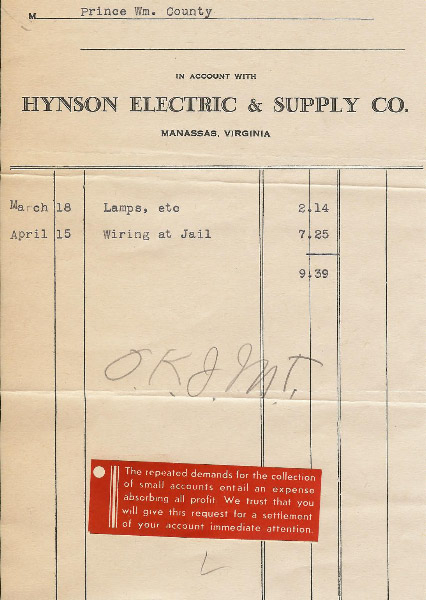 M Prince Wm. County
IN ACCOUNT WITH
HYNSON ELECTRIC & SUPPLY CO.
MANASSAS, VIRGINIA
March 18 Lamps, etc 2.14
April 15 Wiring at Jail 7.25
9.39
O.K. J.M.T.
The repeated demands for the collection
of small accounts entail an expense
absorbing all profit. We trust that you
will give this request for a settlement
of your account immediate attention.